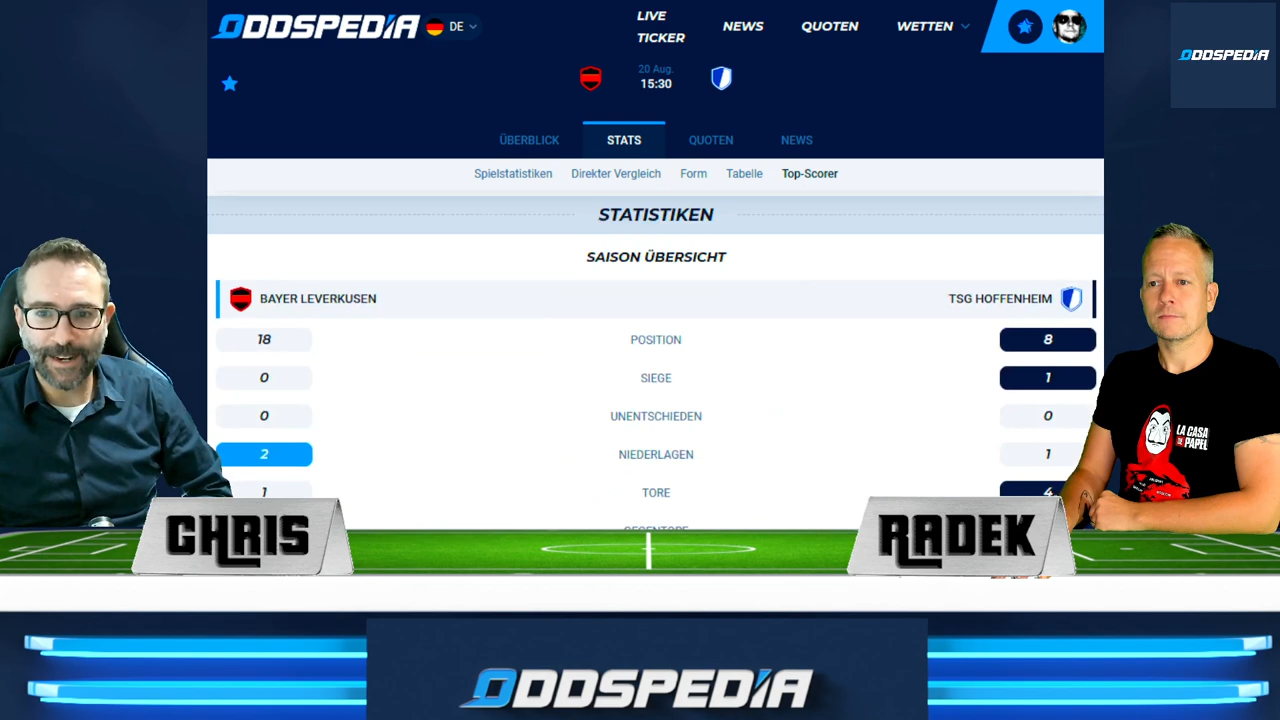 ODDSPEDIA
DE
LIVE TICKER
NEWS
QUOTEN
WETTEN
ODDSPEDIA
20 Aug.
15:30
ÜBERBLICK
STATS
QUOTEN
NEWS
Spielstatistiken
Direkter Vergleich
Form
Tabelle
Top-Scorer
STATISTIKEN
SAISON ÜBERSICHT
BAYER LEVERKUSEN
TSG HOFFENHEIM
18 POSITION 8
0 SIEGE 1
0 UNENTSCHIEDEN 0
2 NIEDERLAGEN 1
1 TORE 4
GEGENTORE
LA CASA
DE PAPEL
CHRIS
RADEK
ODDSPEDIA